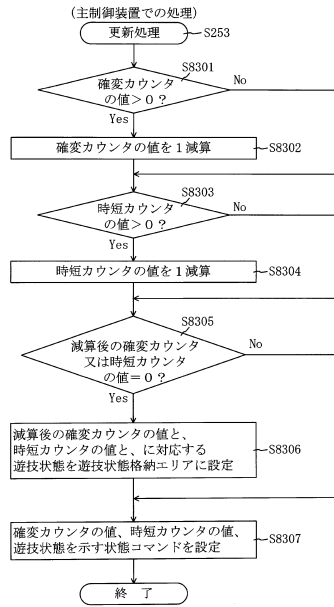 (主制御装置での処理)
更新処理
S253
S8301
確変カウンタ
の値>0?
No
Yes
確変カウンタの値を1減算
S8302
S8303
時短カウンタ
の値>0?
No
Yes
時短カウンタの値を1減算
S8304
S8305
減算後の確変カウンタ
又は時短カウンタ
の値=0?
No
Yes
減算後の確変カウンタの値と、
時短カウンタの値と、に対応する
遊技状態を遊技状態格納エリアに設定
S8306
確変カウンタの値、時短カウンタの値、
遊技状態を示す状態コマンドを設定
S8307
終 了